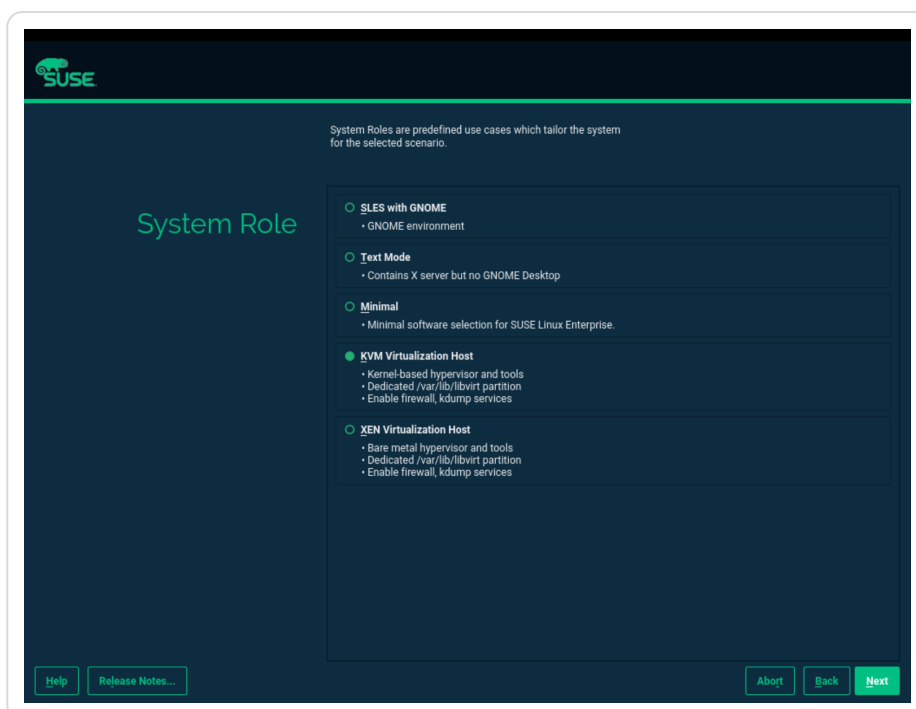 SUSE
System Roles are predefined use cases which tailor the system
for the selected scenario.
System Role
SLES with GNOME
• GNOME environment
Text Mode
• Contains X server but no GNOME Desktop
Minimal
• Minimal software selection for SUSE Linux Enterprise.
KVM Virtualization Host
• Kernel-based hypervisor and tools
• Dedicated /var/lib/libvirt partition
• Enable firewall, kdump services
XEN Virtualization Host
• Bare metal hypervisor and tools
• Dedicated /var/lib/libvirt partition
• Enable firewall, kdump services
Help Release Notes... Abort Back Next